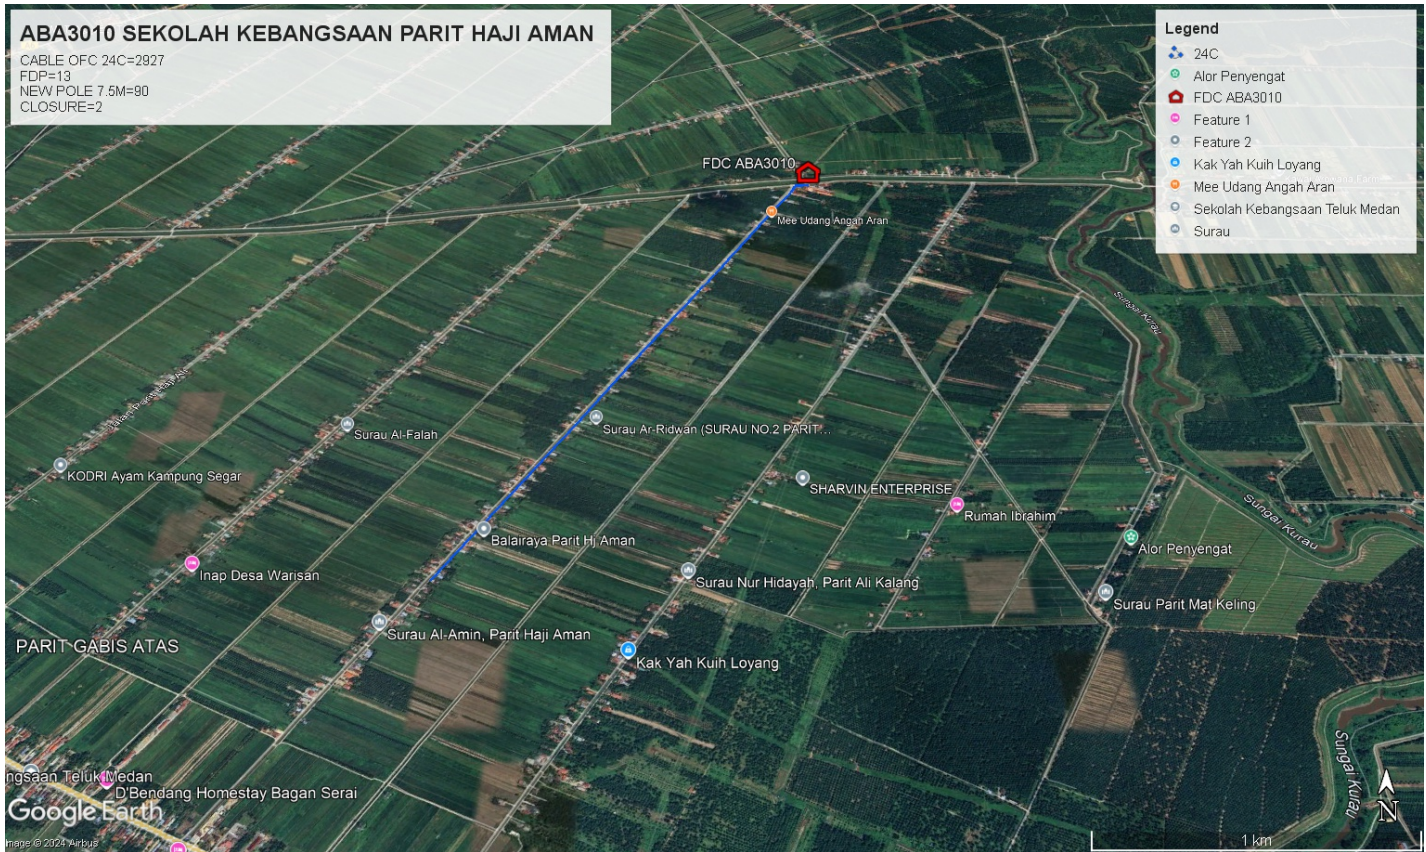 ABA3010 SEKOLAH KEBANGSAAN PARIT HAJI AMAN
CABLE OFC 24C=2927
FDP=13
NEW POLE 7.5M=90
CLOSURE=2
Legend
24C
Alor Penyengat
FDC ABA3010
Feature 1
Feature 2
Kak Yah Kuih Loyang
Mee Udang Angah Aran
Sekolah Kebangsaan Teluk Medan
Surau
FDC ABA3010
Mee Udang Angah Aran
Sungai Kurau
Jalan Parit Haji Ali
Surau Ar-Ridwan (SURAU NO.2 PARIT...
Surau Al-Falah
KODRI Ayam Kampung Segar
SHARVIN ENTERPRISE
Rumah Ibrahim
Sungai Kurau
Balairaya Parit Hj Aman
Alor Penyengat
Inap Desa Warisan
Surau Nur Hidayah, Parit Ali Kalang
Surau Parit Mat Keling
Surau Al-Amin, Parit Haji Aman
PARIT GABIS ATAS
Kak Yah Kuih Loyang
Sungai Kurau
ngsaan Teluk Medan
D'Bendang Homestay Bagan Serai
Google Earth
N
1 km
mage © 2024 Airbus